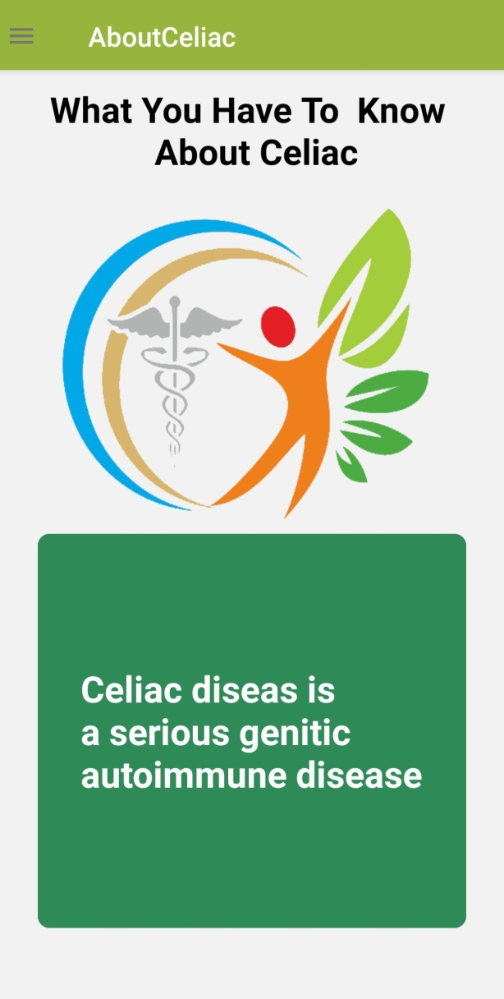 AboutCeliac
What You Have To  Know
About Celiac
Celiac diseas is
a serious genitic
autoimmune disease